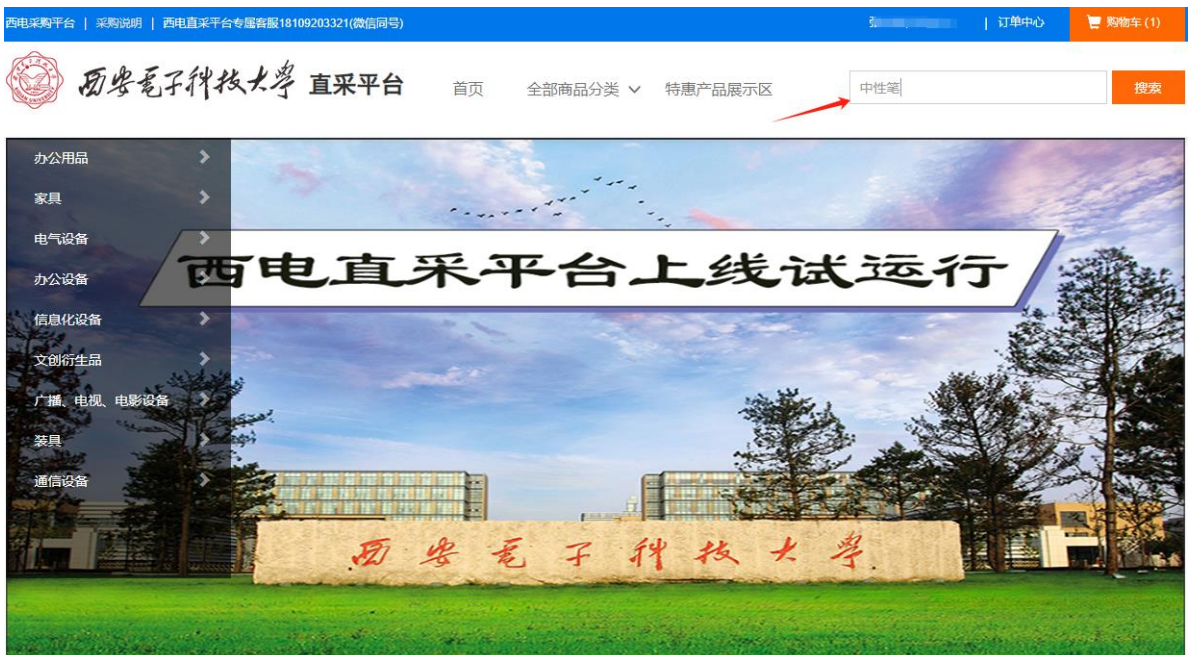 西电采购平台 | 采购说明 | 西电直采平台专属客服18109203321(微信同号) | 订单中心 购物车 (1)
西安電子科技大學 直采平台 首页 全部商品分类 特惠产品展示区 中性笔 搜索
办公用品
家具
电气设备
办公设备
信息化设备
文创衍生品
广播、电视、电影设备
装具
通信设备
西电直采平台上线试运行
西安電子科技大學